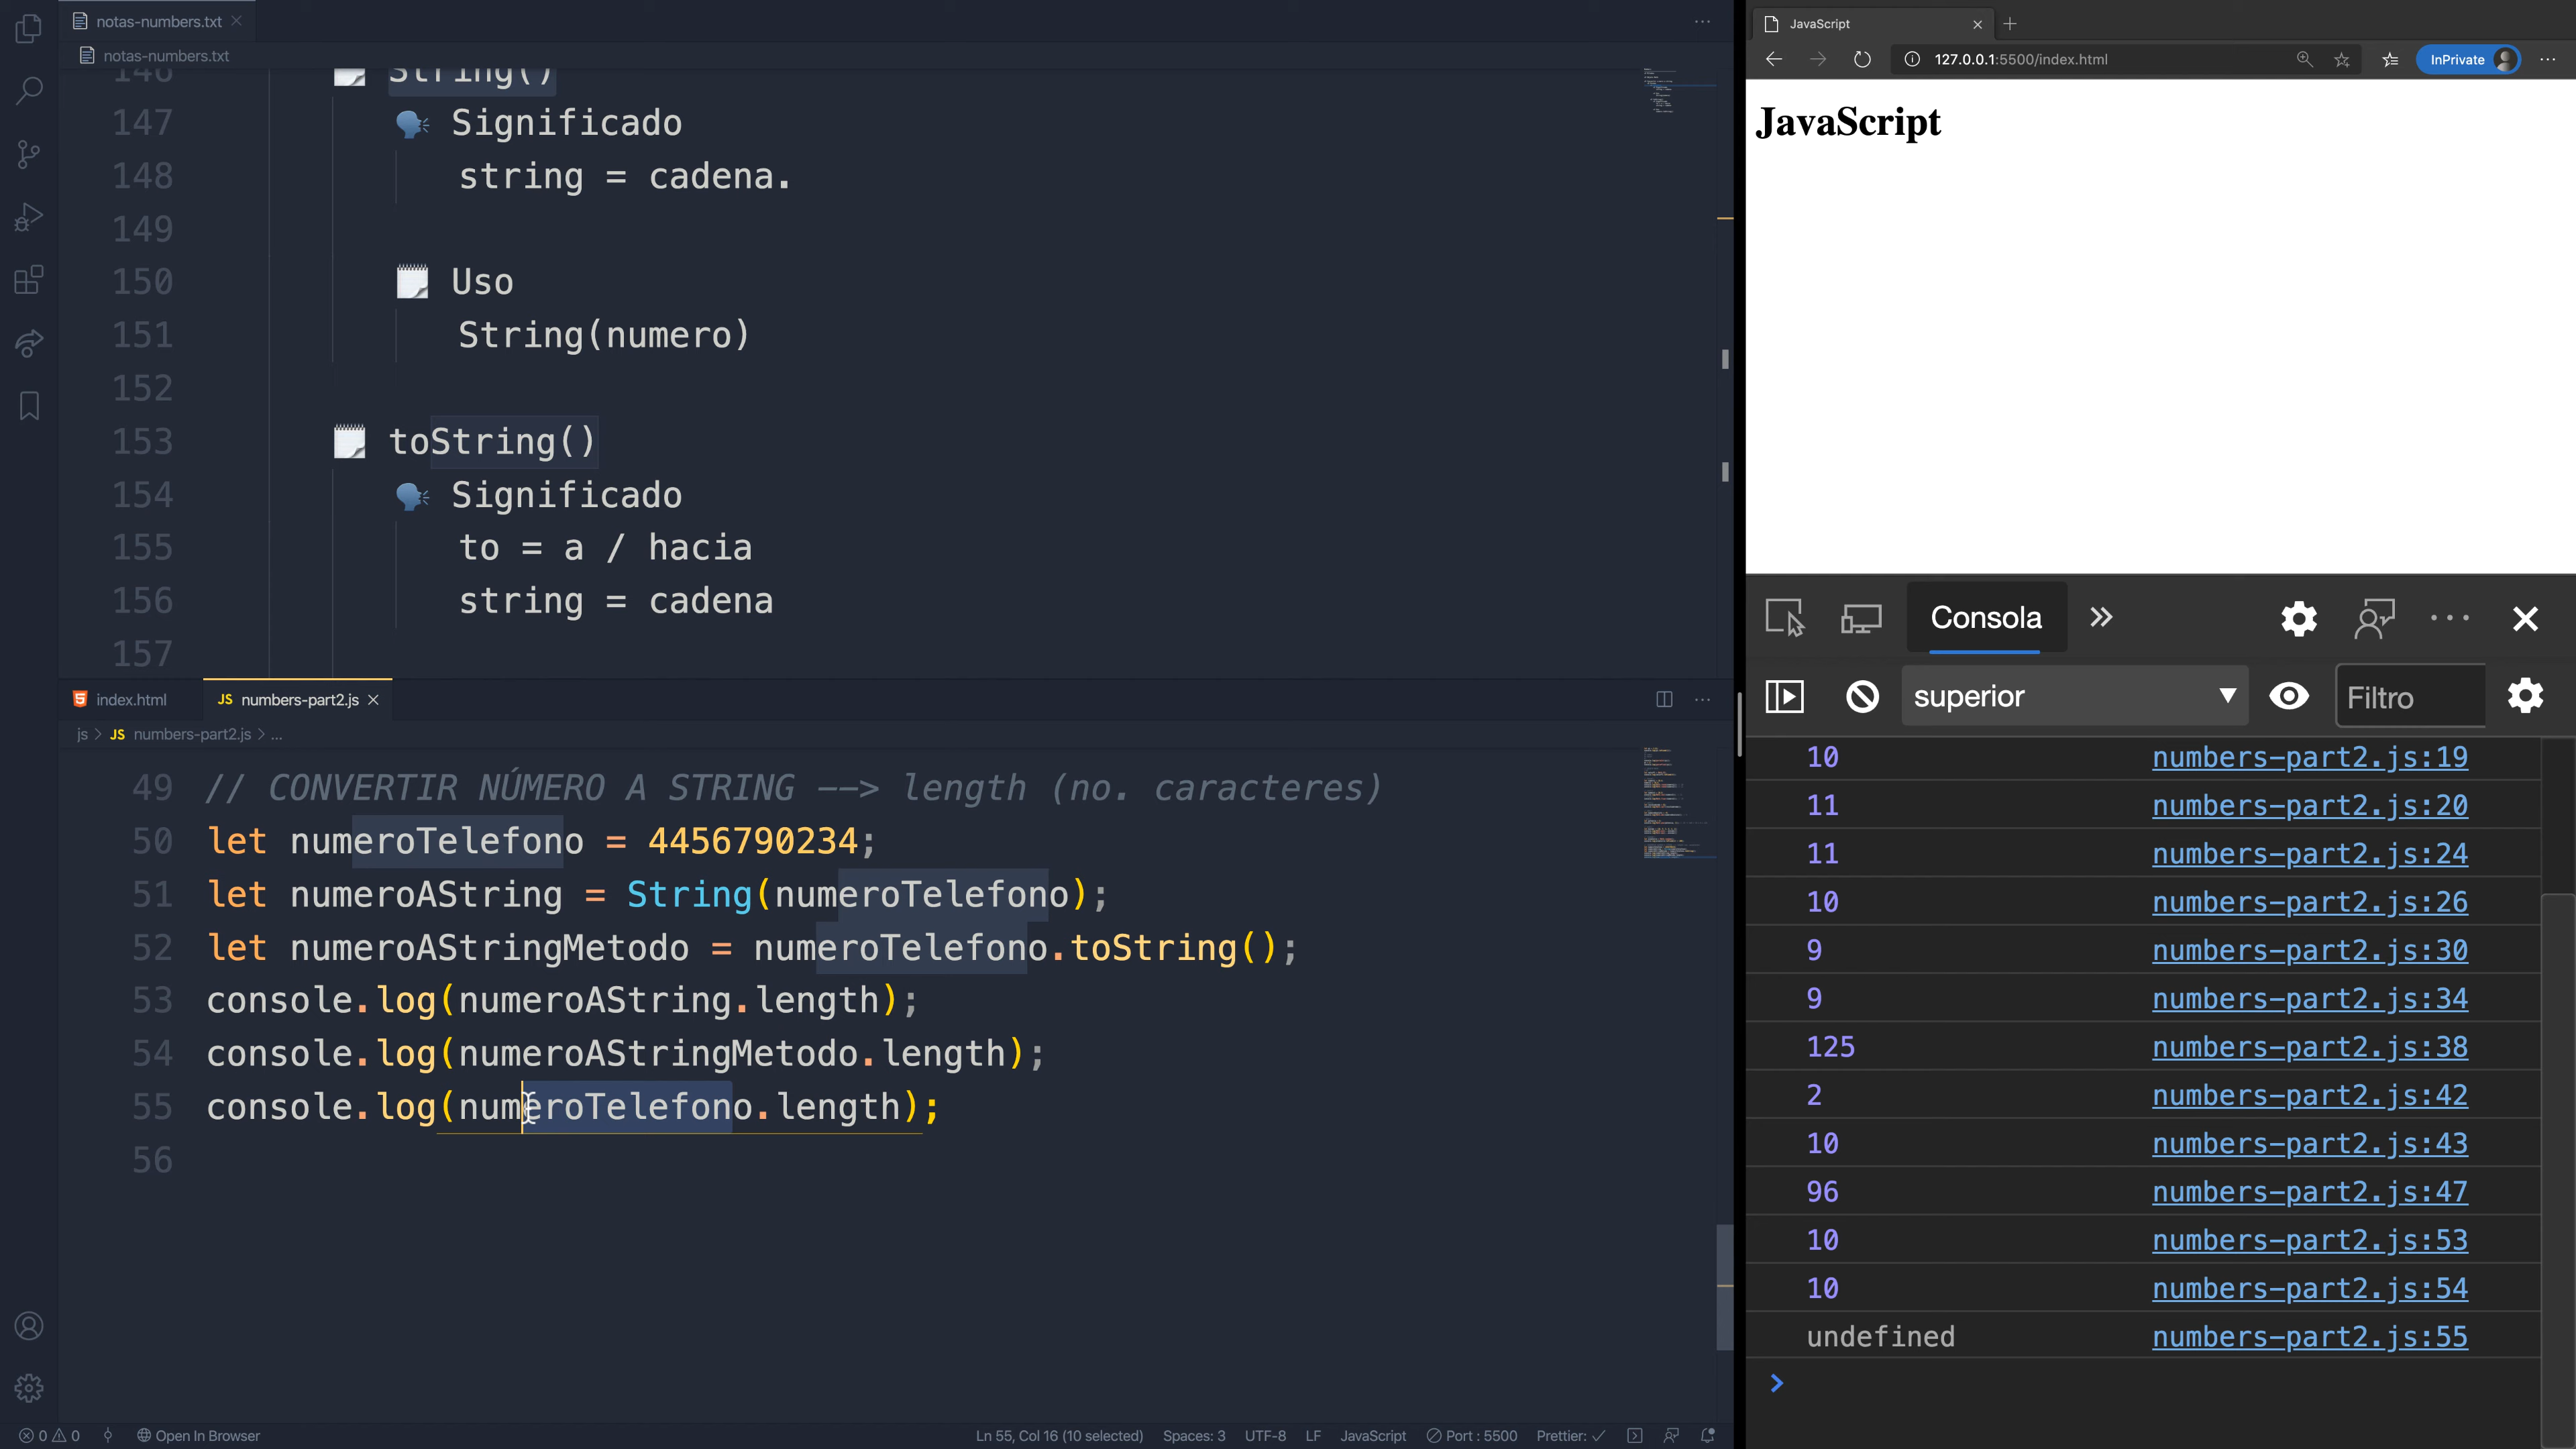 notas-numbers.txt
notas-numbers.txt
146 String()
147 Significado
148 string = cadena.
149
150 Uso
151 String(numero)
152
153 toString()
154 Significado
155 to = a / hacia
156 string = cadena
157
index.html JS numbers-part2.js
js > JS numbers-part2.js > ...
49 // CONVERTIR NÚMERO A STRING --> length (no. caracteres)
50 let numeroTelefono = 4456790234;
51 let numeroAString = String(numeroTelefono);
52 let numeroAStringMetodo = numeroTelefono.toString();
53 console.log(numeroAString.length);
54 console.log(numeroAStringMetodo.length);
55 console.log(numeroTelefono.length);
56
0 0 Open In Browser Ln 55, Col 16 (10 selected) Spaces: 3 UTF-8 LF JavaScript Port : 5500 Prettier: ✓
JavaScript
127.0.0.1:5500/index.html InPrivate
JavaScript
Consola
superior Filtro
10 numbers-part2.js:19
11 numbers-part2.js:20
11 numbers-part2.js:24
10 numbers-part2.js:26
9 numbers-part2.js:30
9 numbers-part2.js:34
125 numbers-part2.js:38
2 numbers-part2.js:42
10 numbers-part2.js:43
96 numbers-part2.js:47
10 numbers-part2.js:53
10 numbers-part2.js:54
undefined numbers-part2.js:55